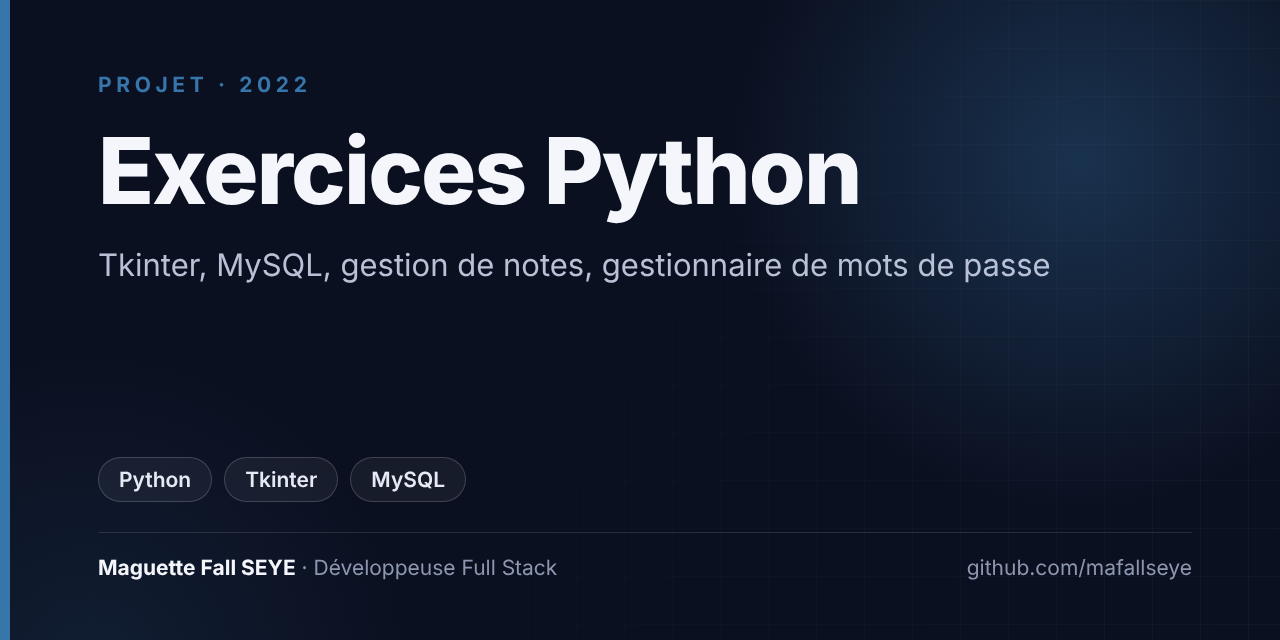 PROJET · 2022
Exercices Python
Tkinter, MySQL, gestion de notes, gestionnaire de mots de passe
Python Tkinter MySQL
Maguette Fall SEYE · Développeuse Full Stack github.com/mafallseye